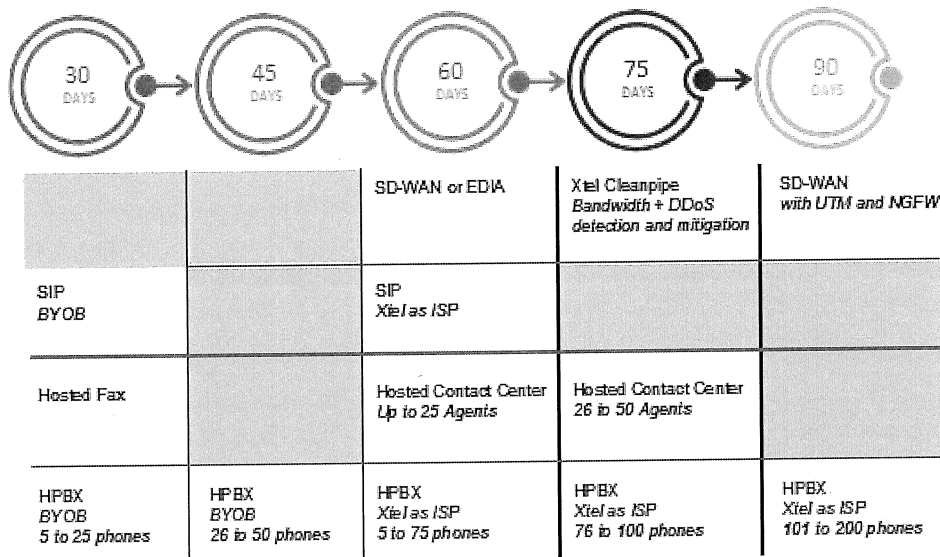 30
DAYS
45
DAYS
60
DAYS
75
DAYS
90
DAYS
SD-WAN or EDIA
Xtel Cleanpipe
Bandwidth + DDoS
detection and mitigation
SD-WAN
with UTM and NGFW
SIP
BYOB
SIP
Xtel as ISP
Hosted Fax
Hosted Contact Center
Up to 25 Agents
Hosted Contact Center
26 to 50 Agents
HPBX
BYOB
5 to 25 phones
HPBX
BYOB
26 to 50 phones
HPBX
Xtel as ISP
5 to 75 phones
HPBX
Xtel as ISP
76 to 100 phones
HPBX
Xtel as ISP
101 to 200 phones